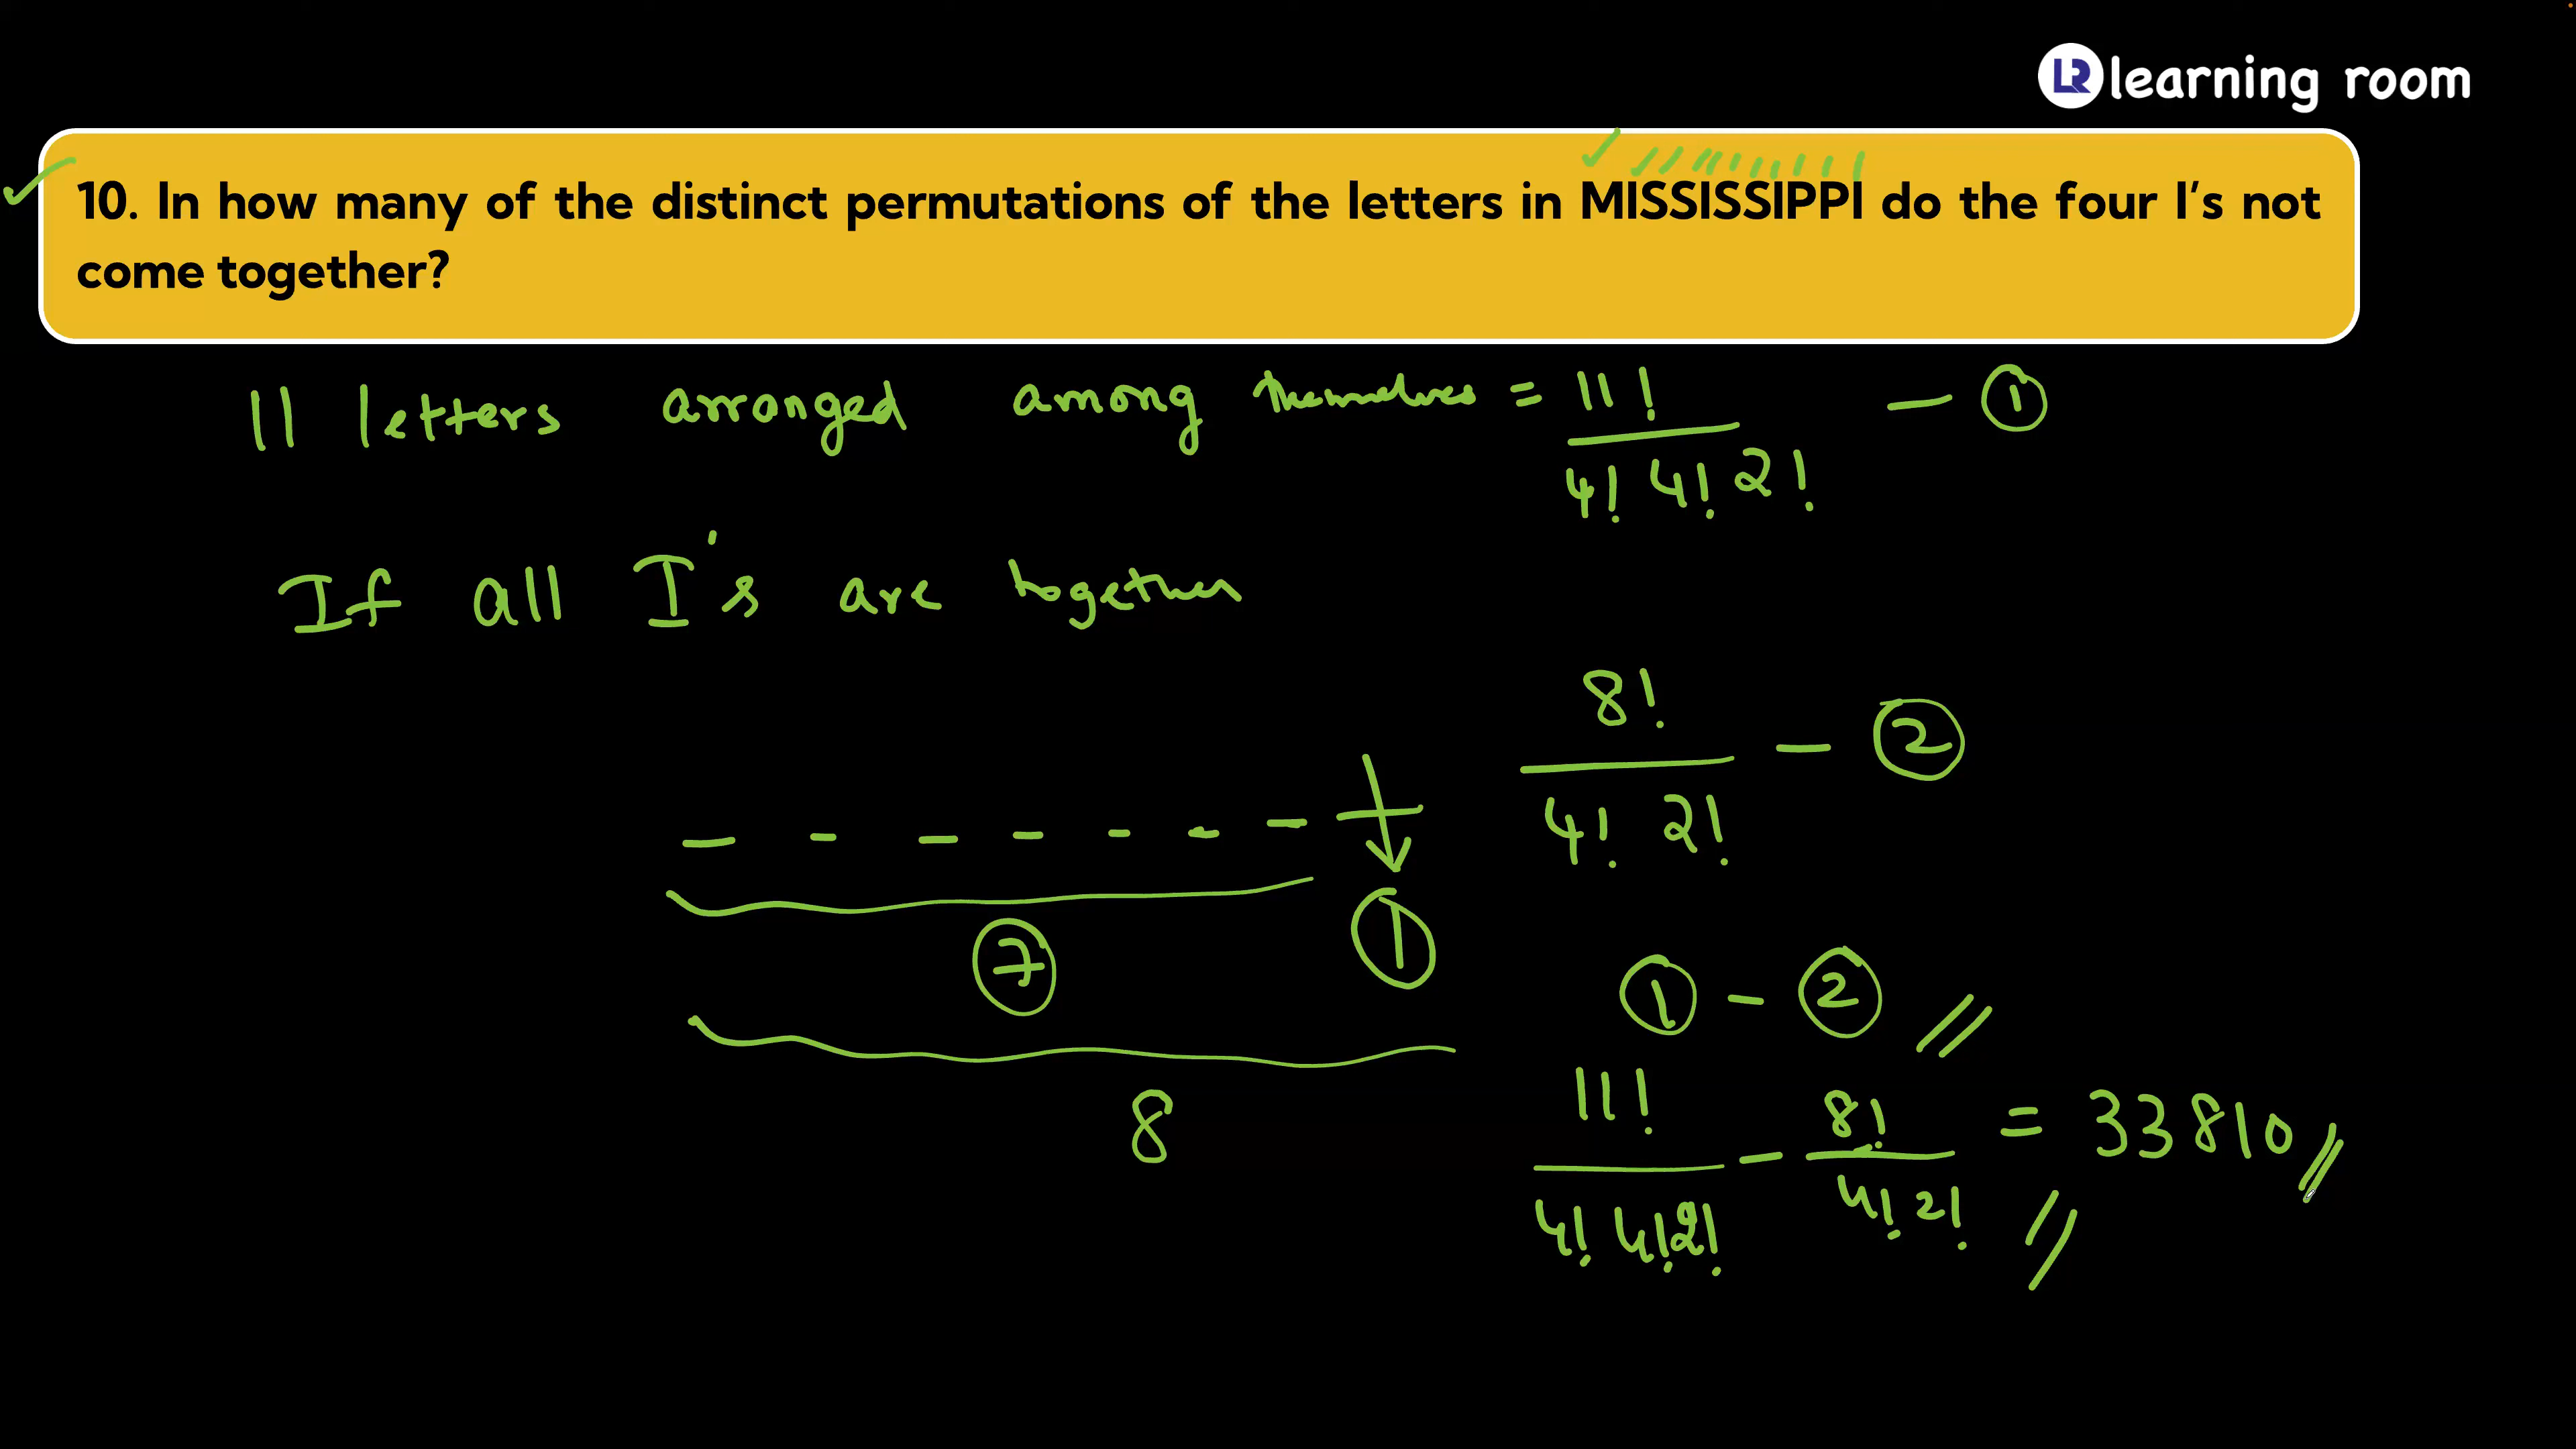 LR learning room
10. In how many of the distinct permutations of the letters in MISSISSIPPI do the four I’s not
come together?
11 letters arranged among themselves = 11! / 4! 4! 2! — ①
If all I's are together
8! / 4! 2! — ②
⑦ ①
8
① - ② //
11! / 4! 4! 2! - 8! / 4! 2! = 33810 //